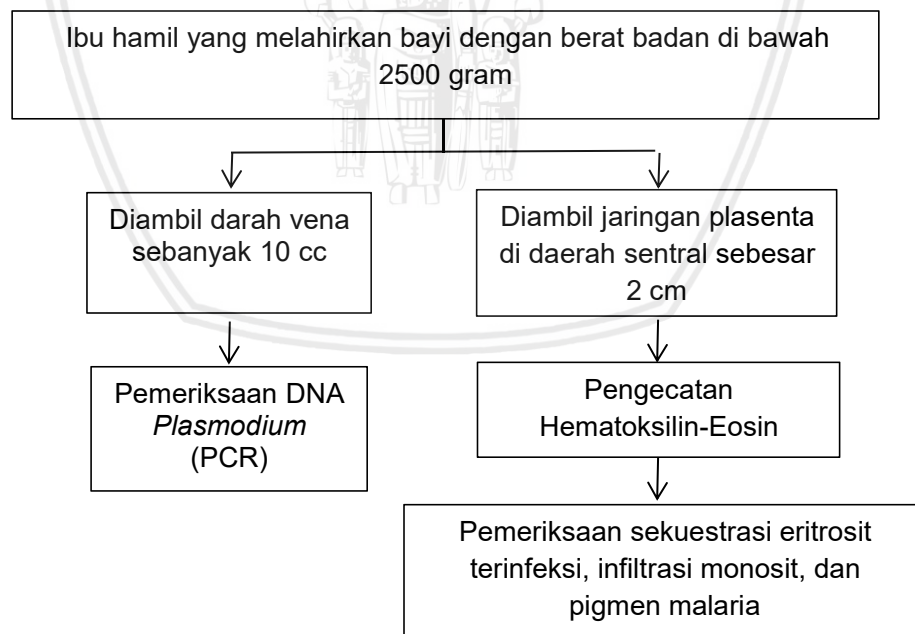 Ibu hamil yang melahirkan bayi dengan berat badan di bawah
2500 gram
Diambil darah vena
sebanyak 10 cc
Diambil jaringan plasenta
di daerah sentral sebesar
2 cm
Pemeriksaan DNA
Plasmodium
(PCR)
Pengecatan
Hematoksilin-Eosin
Pemeriksaan sekuestrasi eritrosit
terinfeksi, infiltrasi monosit, dan
pigmen malaria